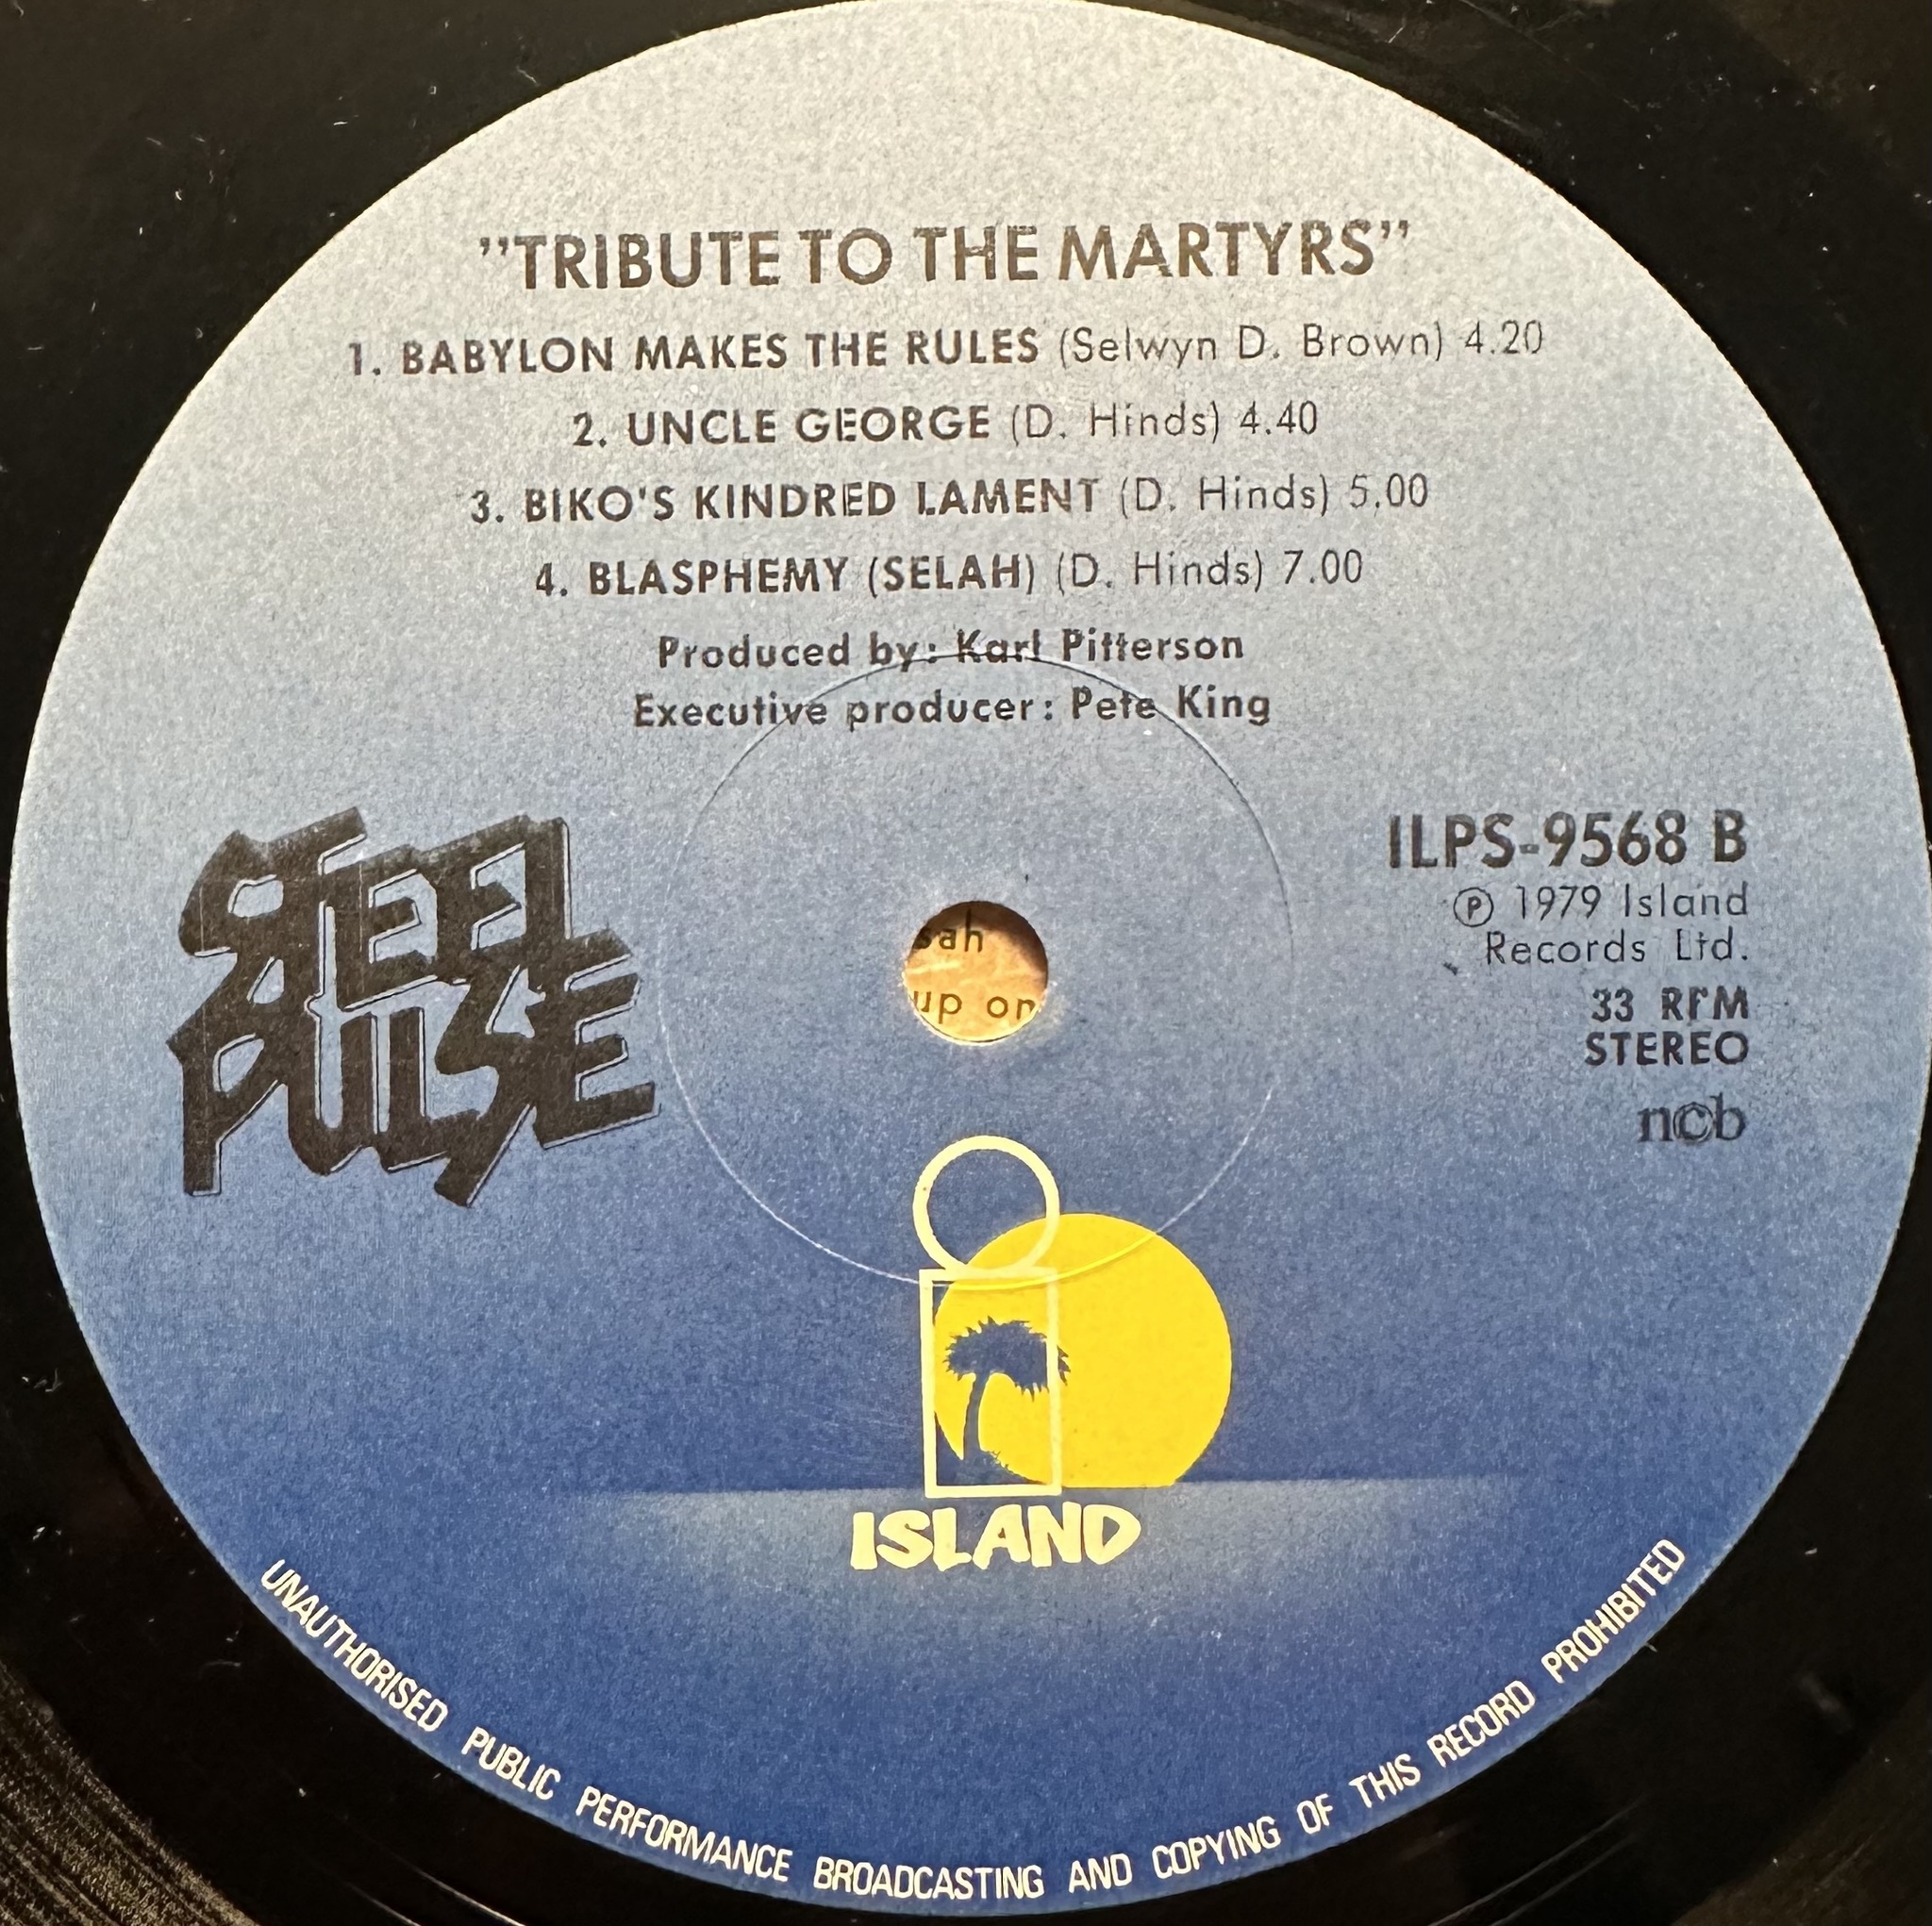 ”TRIBUTE TO THE MARTYRS”
1. BABYLON MAKES THE RULES (Selwyn D. Brown) 4.20
2. UNCLE GEORGE (D. Hinds) 4.40
3. BIKO'S KINDRED LAMENT (D. Hinds) 5.00
4. BLASPHEMY (SELAH) (D. Hinds) 7.00
Produced by: Karl Pitterson
Executive producer: Pete King
STEEL
PULSE
ILPS-9568 B
℗ 1979 Island
Records Ltd.
33 RPM
STEREO
ncb
sah
up on
ISLAND
UNAUTHORISED PUBLIC PERFORMANCE BROADCASTING AND COPYING OF THIS RECORD PROHIBITED